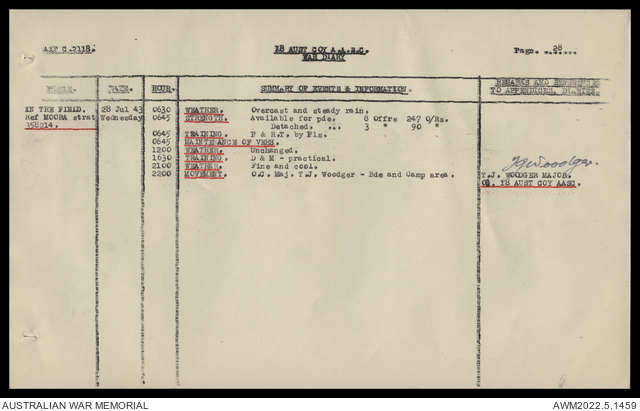 AAF C.2118.
18 AUST COY A.A.S.C.
WAR DIARY
Page. 28
PLACE. DATE. HOUR. SUMMARY OF EVENTS & INFORMATION. REMARKS AND REFERENCES TO APPENDICES, DIARIES.
IN THE FIELD. 28 Jul 43 0630 WEATHER. Overcast and steady rain.
Ref MOORA strat Wednesday 0645 STRENGTH. Available for pde. 8 Offrs 247 O/Rs.
358214. Detached. ... 3 " 90 "
0645 TRAINING. P & R.T. by Pls.
0645 MAINTENANCE OF VEHS.
1200 WEATHER. Unchanged.
1630 TRAINING. D & M - practical.
2100 WEATHER. Fine and cool.
2200 MOVEMENT. O.C. Maj. T.J. Woodger - Bde and Camp area.
TJ Woodger.
T.J. WOODGER MAJOR.
OC. 18 AUST COY AASC.
AUSTRALIAN WAR MEMORIAL
AWM2022.5.1459